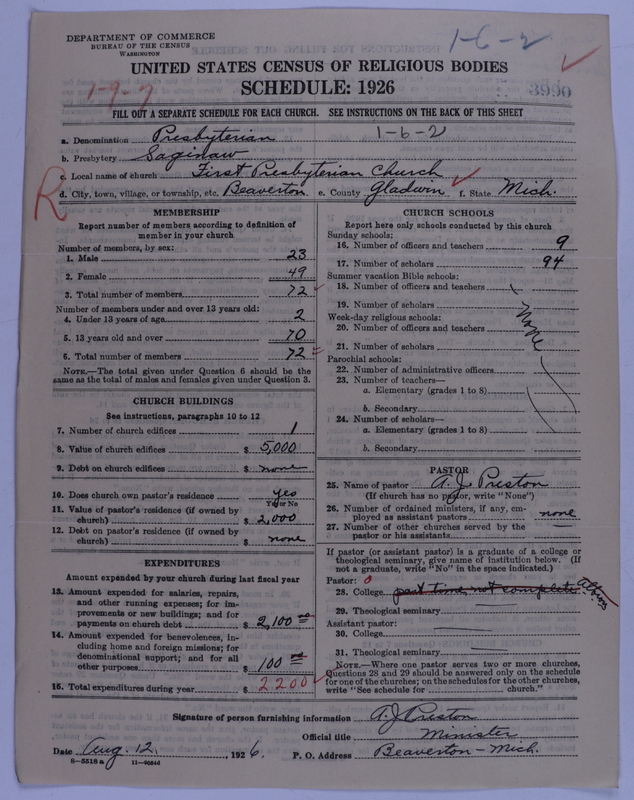 DEPARTMENT OF COMMERCE
BUREAU OF THE CENSUS
WASHINGTON
1-6-2
UNITED STATES CENSUS OF RELIGIOUS BODIES
SCHEDULE: 1926
1-9-7
3990
FILL OUT A SEPARATE SCHEDULE FOR EACH CHURCH. SEE INSTRUCTIONS ON THE BACK OF THIS SHEET
a. Denomination Presbyterian 1-6-2
b. Presbytery Saginaw
c. Local name of church First Presbyterian Church
R
d. City, town, village, or township, etc. Beaverton e. County Gladwin f. State Mich.
MEMBERSHIP
Report number of members according to definition of
member in your church
Number of members, by sex:
1. Male 23
2. Female 49
3. Total number of members 72
Number of members under and over 13 years old:
4. Under 13 years of age 2
5. 13 years old and over 70
6. Total number of members 72
NOTE.—The total given under Question 6 should be the
same as the total of males and females given under Question 3.
CHURCH BUILDINGS
See instructions, paragraphs 10 to 12
7. Number of church edifices 1
8. Value of church edifices $ 5,000
9. Debt on church edifices $ none
10. Does church own pastor's residence yes
Yes or No
11. Value of pastor's residence (if owned by
church) $ 2,000
12. Debt on pastor's residence (if owned by
church) $ none
EXPENDITURES
Amount expended by your church during last fiscal year
13. Amount expended for salaries, repairs,
and other running expenses; for im-
provements or new buildings; and for
payments on church debt $ 2,100 00
14. Amount expended for benevolences, in-
cluding home and foreign missions; for
denominational support; and for all
other purposes $ 100 00
15. Total expenditures during year $ 2200
CHURCH SCHOOLS
Report here only schools conducted by this church
Sunday schools:
16. Number of officers and teachers 9
17. Number of scholars 94
Summer vacation Bible schools:
18. Number of officers and teachers
19. Number of scholars
Week-day religious schools:
20. Number of officers and teachers
none
21. Number of scholars
Parochial schools:
22. Number of administrative officers
23. Number of teachers—
a. Elementary (grades 1 to 8)
b. Secondary
24. Number of scholars—
a. Elementary (grades 1 to 8)
b. Secondary
PASTOR
25. Name of pastor A. J. Preston
(If church has no pastor, write "None")
26. Number of ordained ministers, if any, em-
ployed as assistant pastors none
27. Number of other churches served by the
pastor or his assistants —
If pastor (or assistant pastor) is a graduate of a college or
theological seminary, give name of institution below. (If
not a graduate, write "No" in the space indicated.)
Pastor: 0
28. College part time not complete
29. Theological seminary
Assistant pastor:
30. College
31. Theological seminary
NOTE.—Where one pastor serves two or more churches,
Questions 28 and 29 should be answered only on the schedule
for one of the churches; on the schedules for the other churches,
write "See schedule for church."
Signature of person furnishing information A. J. Preston
Official title Minister
Date Aug. 12, 1926. P. O. Address Beaverton - Mich.
8-5518 a